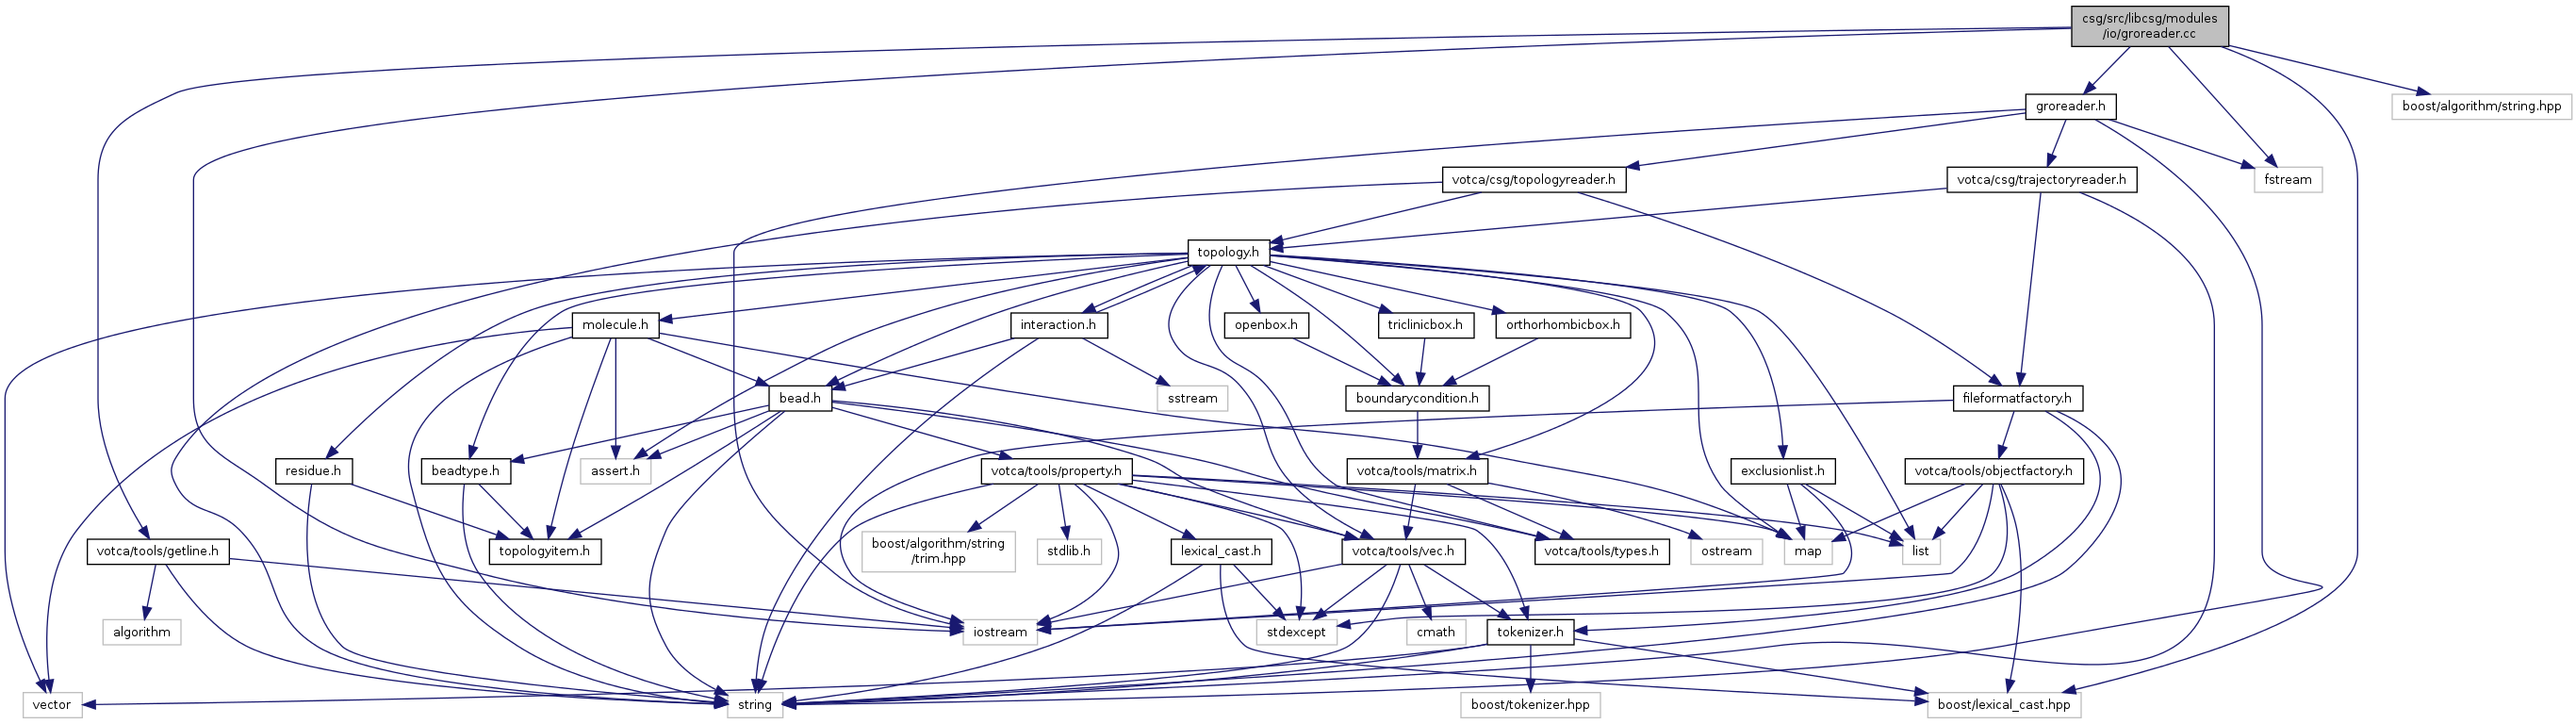 csg/src/libcsg/modules
/io/groreader.cc
groreader.h
boost/algorithm/string.hpp
votca/csg/topologyreader.h
votca/csg/trajectoryreader.h
fstream
topology.h
molecule.h
interaction.h
openbox.h
triclinicbox.h
orthorhombicbox.h
bead.h
sstream
boundarycondition.h
fileformatfactory.h
residue.h
beadtype.h
assert.h
votca/tools/property.h
votca/tools/matrix.h
exclusionlist.h
votca/tools/objectfactory.h
votca/tools/getline.h
topologyitem.h
boost/algorithm/string
/trim.hpp
stdlib.h
lexical_cast.h
votca/tools/vec.h
votca/tools/types.h
ostream
map
list
algorithm
iostream
stdexcept
cmath
tokenizer.h
vector
string
boost/tokenizer.hpp
boost/lexical_cast.hpp